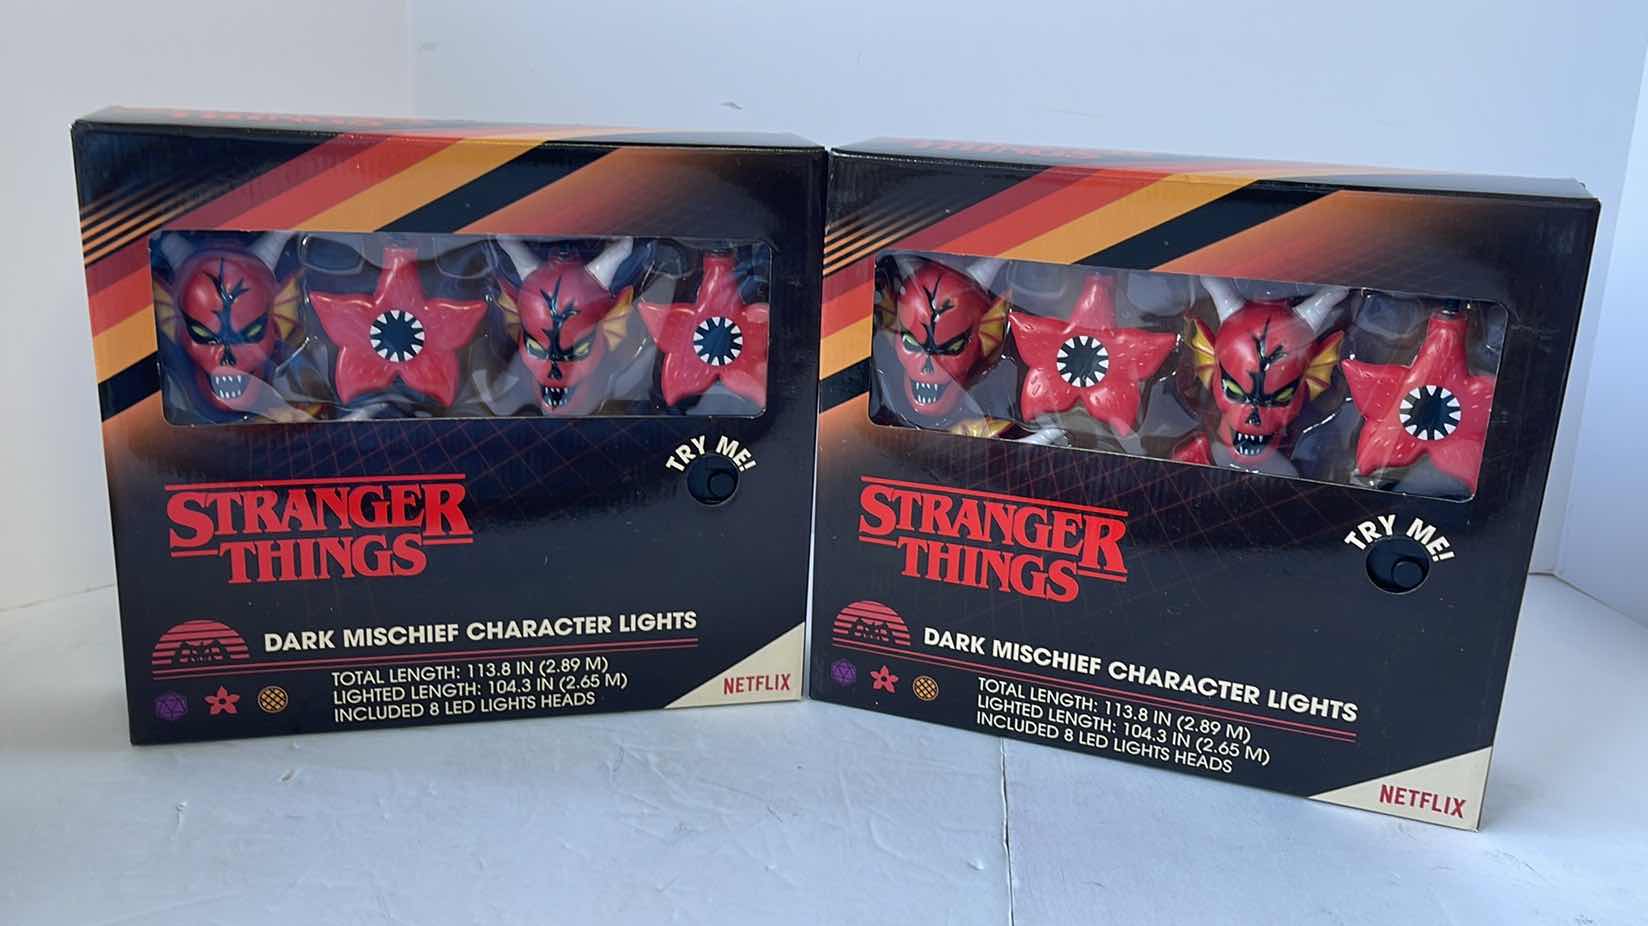 THINGS
TRY ME!
STRANGER
THINGS
DARK MISCHIEF CHARACTER LIGHTS
TOTAL LENGTH: 113.8 IN (2.89 M)
LIGHTED LENGTH: 104.3 IN (2.65 M)
INCLUDED 8 LED LIGHTS HEADS
NETFLIX
THINGS
TRY ME!
STRANGER
THINGS
DARK MISCHIEF CHARACTER LIGHTS
TOTAL LENGTH: 113.8 IN (2.89 M)
LIGHTED LENGTH: 104.3 IN (2.65 M)
INCLUDED 8 LED LIGHTS HEADS
NETFLIX